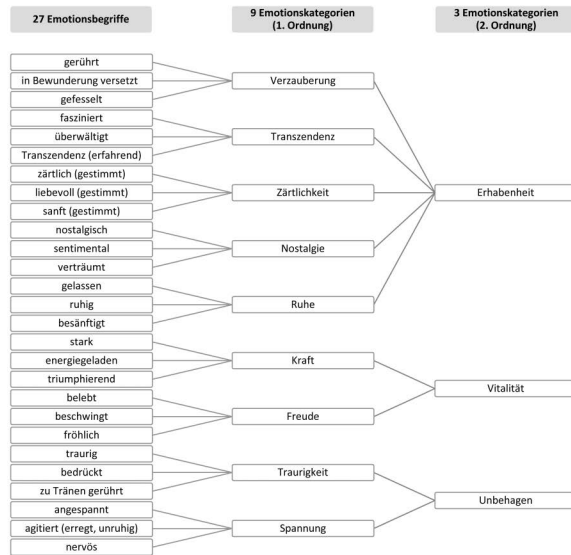 27 Emotionsbegriffe
9 Emotionskategorien
(1. Ordnung)
3 Emotionskategorien
(2. Ordnung)
gerührt
in Bewunderung versetzt
gefesselt
fasziniert
überwältigt
Transzendenz (erfahrend)
zärtlich (gestimmt)
liebevoll (gestimmt)
sanft (gestimmt)
nostalgisch
sentimental
verträumt
gelassen
ruhig
besänftigt
stark
energiegeladen
triumphierend
belebt
beschwingt
fröhlich
traurig
bedrückt
zu Tränen gerührt
angespannt
agitiert (erregt, unruhig)
nervös
Verzauberung
Transzendenz
Zärtlichkeit
Nostalgie
Ruhe
Kraft
Freude
Traurigkeit
Spannung
Erhabenheit
Vitalität
Unbehagen